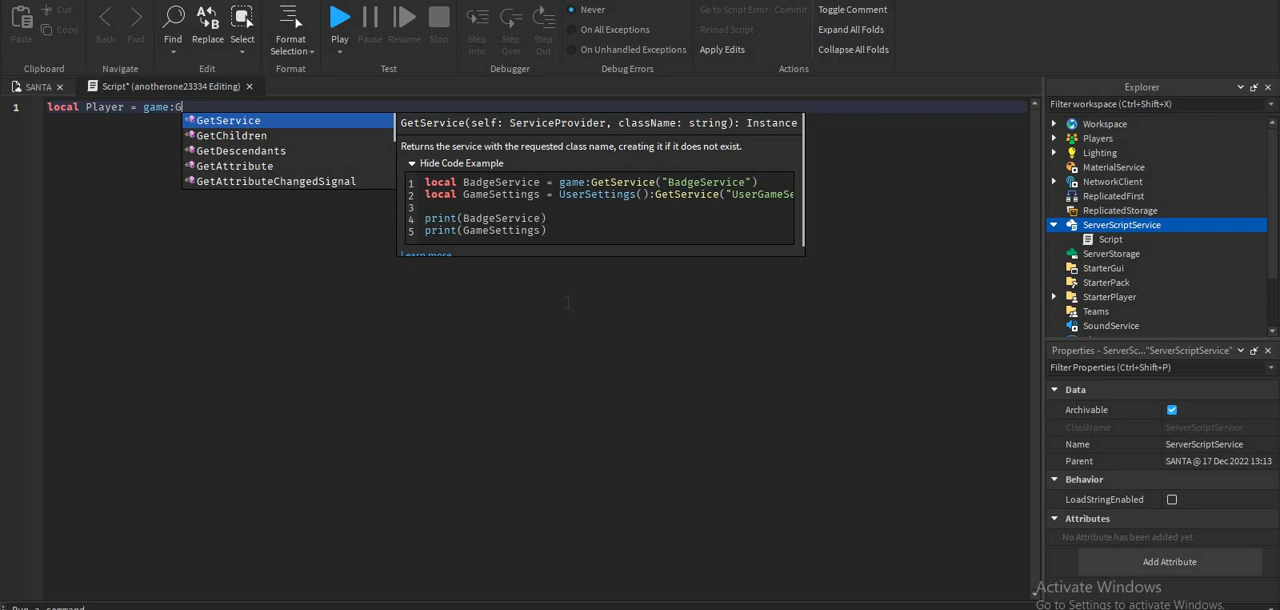 Paste
Cut
Copy
Clipboard
Back
Fwd
Navigate
Find
Replace
Select
Edit
Format
Selection
Format
Play
Pause
Resume
Stop
Test
Step
Into
Step
Over
Step
Out
Debugger
Never
On All Exceptions
On Unhandled Exceptions
Debug Errors
Go to Script Error
Commit
Reload Script
Apply Edits
Toggle Comment
Expand All Folds
Collapse All Folds
Actions
SANTA
Script* (anotherone23334 Editing)
1 local Player = game:G
GetService
GetChildren
GetDescendants
GetAttribute
GetAttributeChangedSignal
GetService(self: ServiceProvider, className: string): Instance
Returns the service with the requested class name, creating it if it does not exist.
Hide Code Example
1 local BadgeService = game:GetService("BadgeService")
2 local GameSettings = UserSettings():GetService("UserGameSe
3
4 print(BadgeService)
5 print(GameSettings)
Learn more
Explorer
Filter workspace (Ctrl+Shift+X)
Workspace
Players
Lighting
MaterialService
NetworkClient
ReplicatedFirst
ReplicatedStorage
ServerScriptService
Script
ServerStorage
StarterGui
StarterPack
StarterPlayer
Teams
SoundService
Properties - ServerSc..."ServerScriptService"
Filter Properties (Ctrl+Shift+P)
Data
Archivable
ClassName ServerScriptService
Name ServerScriptService
Parent SANTA @ 17 Dec 2022 13:13
Behavior
LoadStringEnabled
Attributes
No Attribute has been added yet
Add Attribute
Activate Windows
Go to Settings to activate Windows.
Run a command